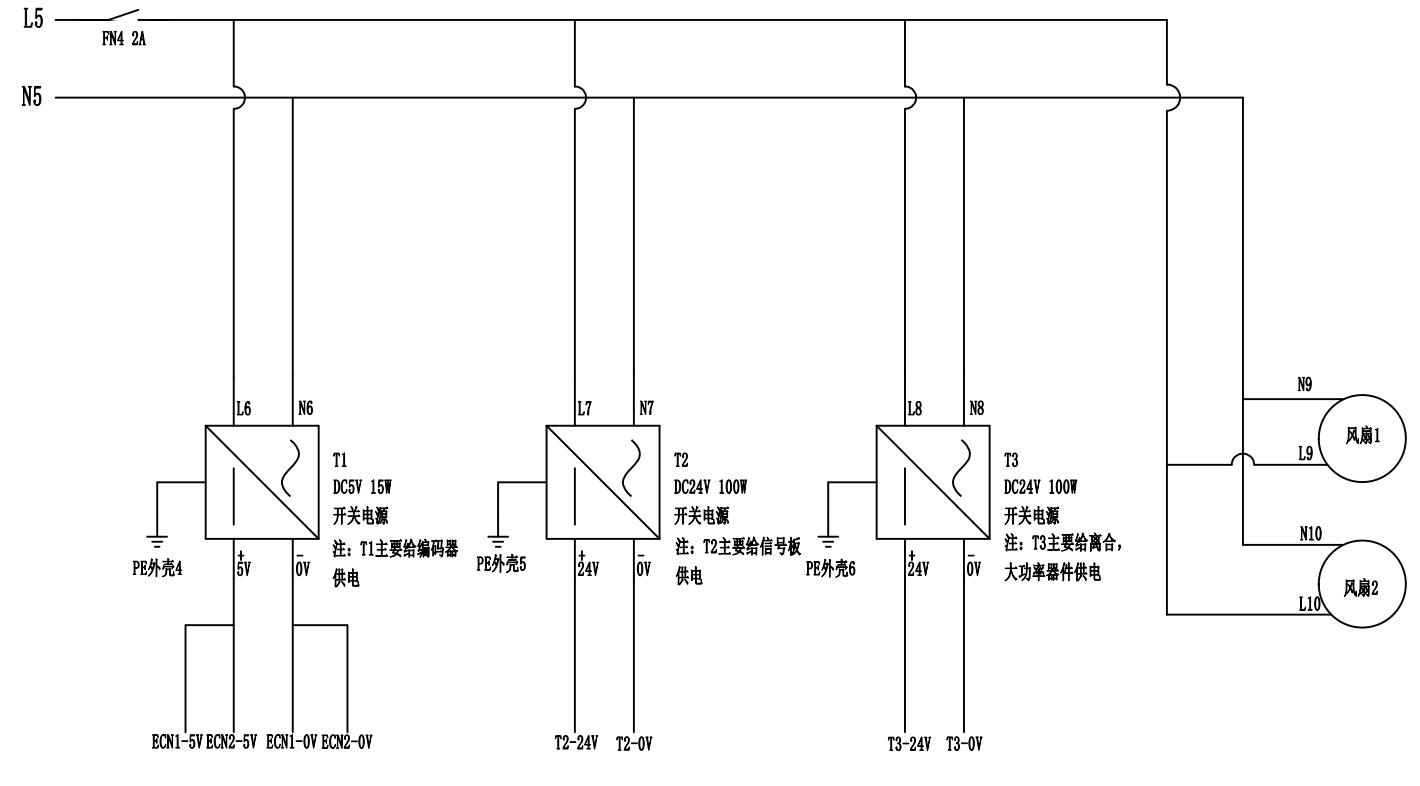 L5
FN4 2A
N5
L6
N6
T1
DC5V 15W
开关电源
注: T1主要给编码器
供电
PE外壳4
+
5V
−
0V
ECN1-5V
ECN2-5V
ECN1-0V
ECN2-0V
L7
N7
T2
DC24V 100W
开关电源
注: T2主要给信号板
供电
PE外壳5
+
24V
−
0V
T2-24V
T2-0V
L8
N8
T3
DC24V 100W
开关电源
注: T3主要给离合,
大功率器件供电
PE外壳6
+
24V
−
0V
T3-24V
T3-0V
N9
风扇1
L9
N10
风扇2
L10